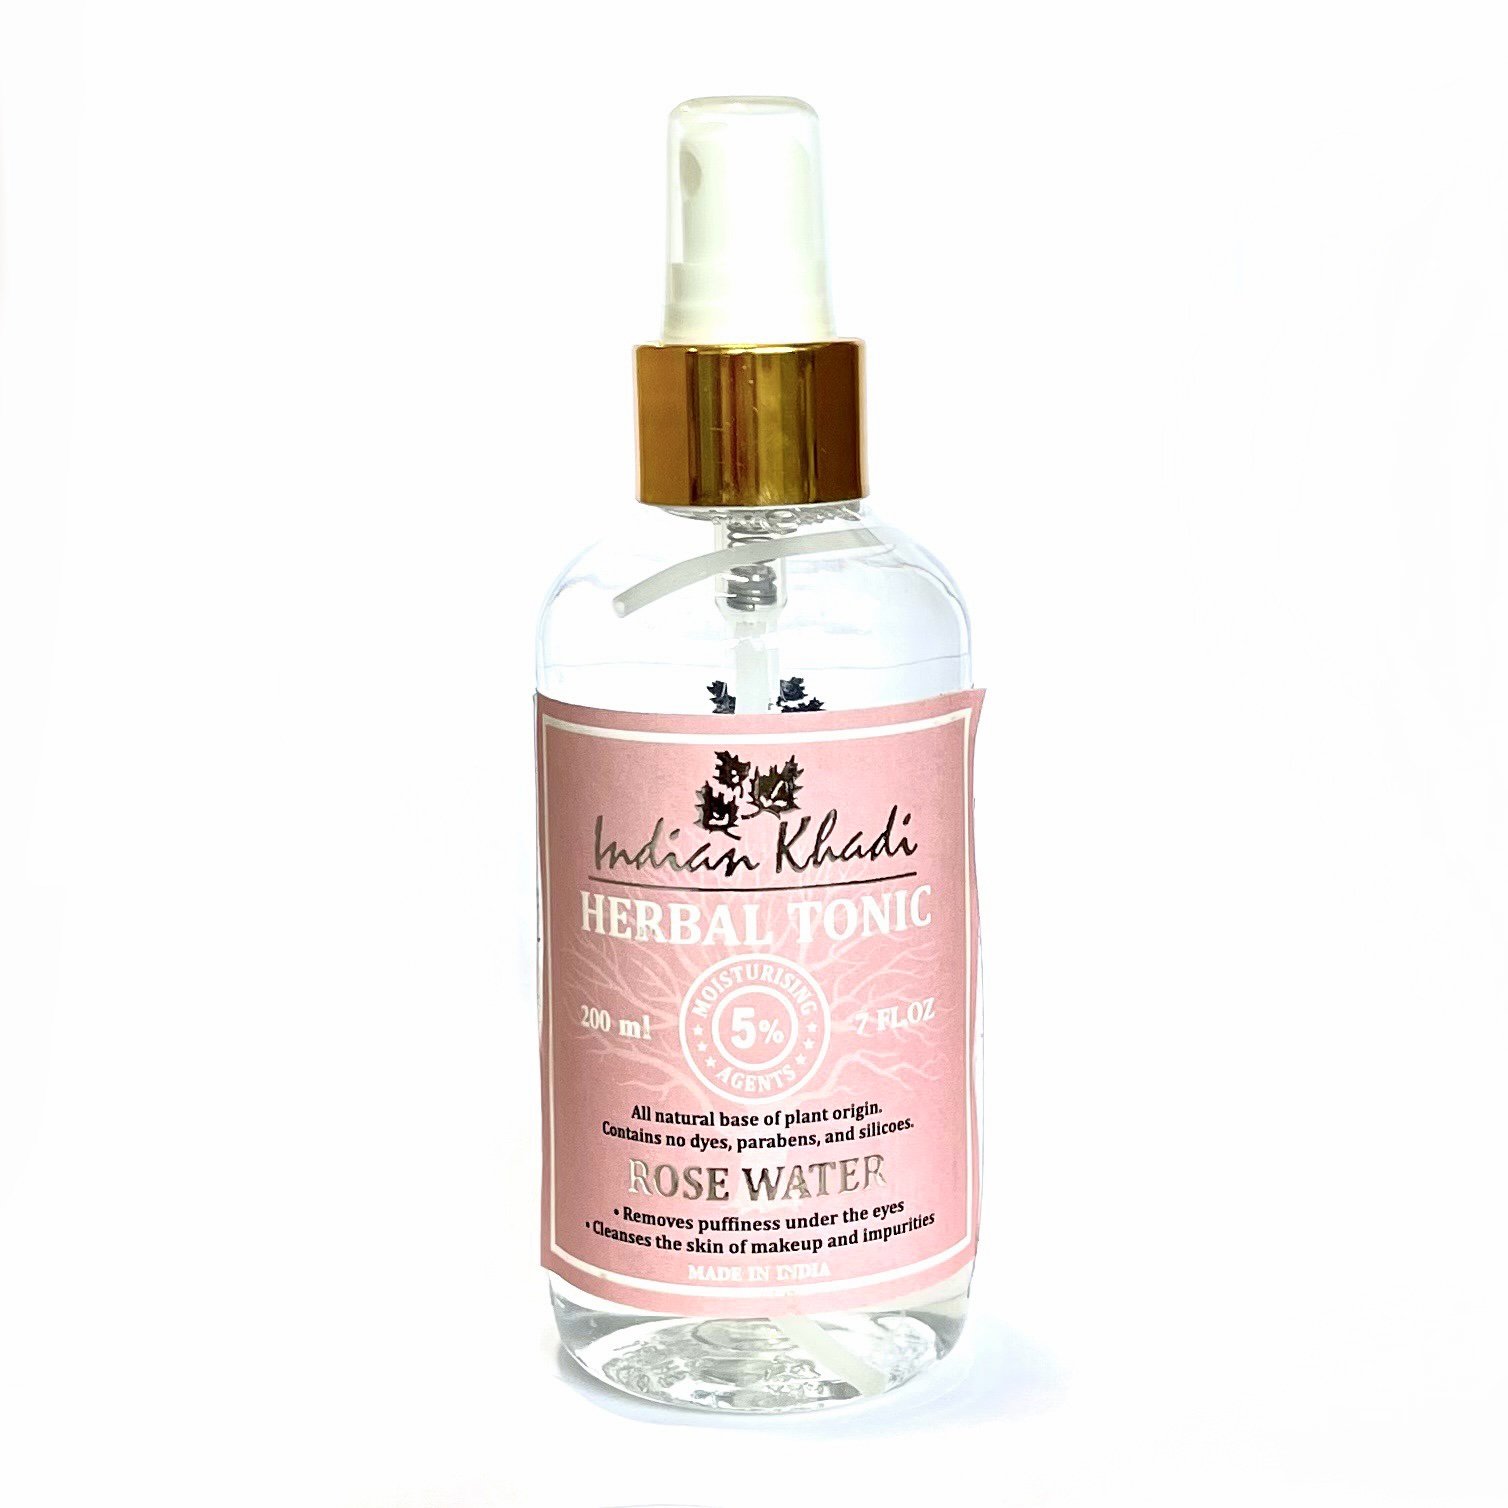 Indian Khadi
HERBAL TONIC
MOISTURISING
200 ml 5% 7 FL.OZ
AGENTS
All natural base of plant origin.
Contains no dyes, parabens, and silicoes.
ROSE WATER
• Removes puffiness under the eyes
• Cleanses the skin of makeup and impurities
MADE IN INDIA